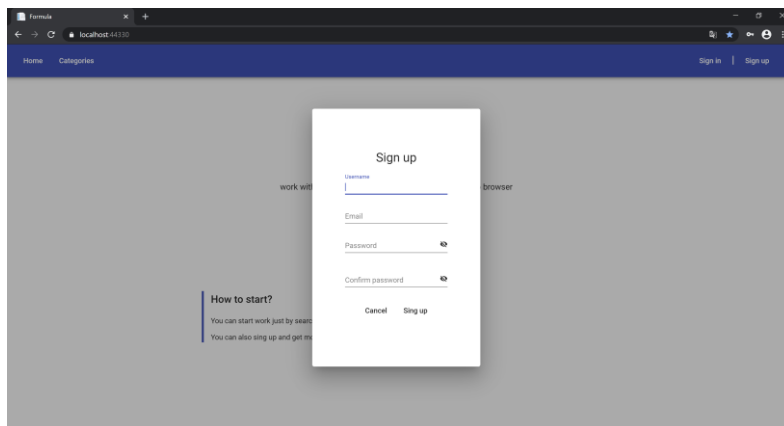 Formula
localhost:44330
Home Categories Sign in | Sign up
Sign up
Username
work with browser
Email
Password
Confirm password
Cancel Sing up
How to start?
You can start work just by searc
You can also sing up and get m